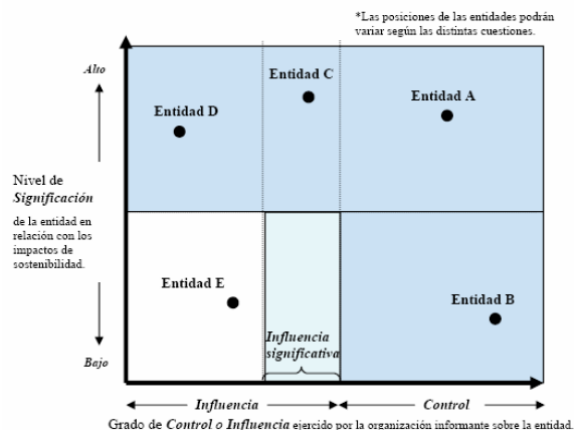 *Las posiciones de las entidades podrán
variar según las distintas cuestiones.
Alto
Entidad C
Entidad A
Entidad D
Nivel de
Significación
de la entidad en
relación con los
impactos de
sostenibilidad.
Entidad E
Entidad B
Influencia
significativa
Bajo
Influencia
Control
Grado de Control o Influencia ejercido por la organización informante sobre la entidad.